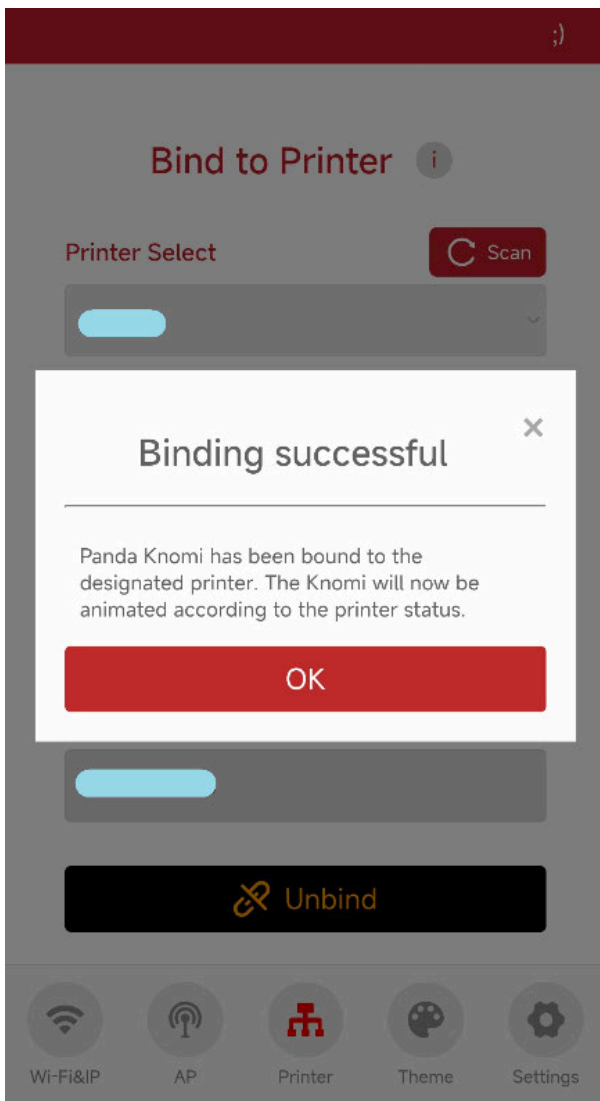 ;)
Bind to Printer i
Printer Select
Scan
Binding successful
×
Panda Knomi has been bound to the
designated printer. The Knomi will now be
animated according to the printer status.
OK
Unbind
Wi-Fi&IP AP Printer Theme Settings